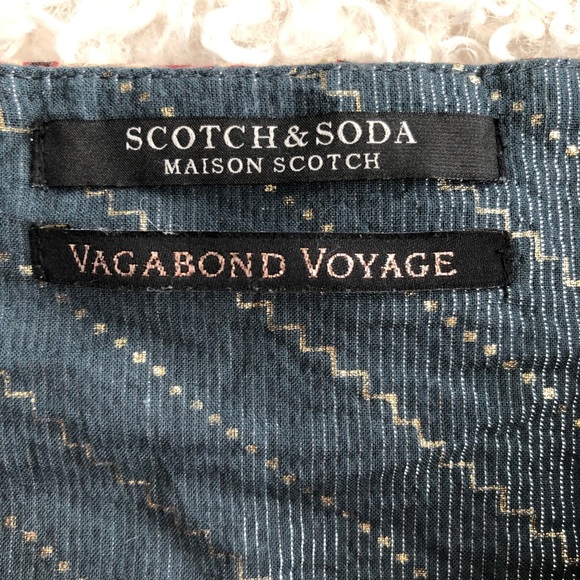 SCOTCH & SODA
MAISON SCOTCH
VAGABOND VOYAGE